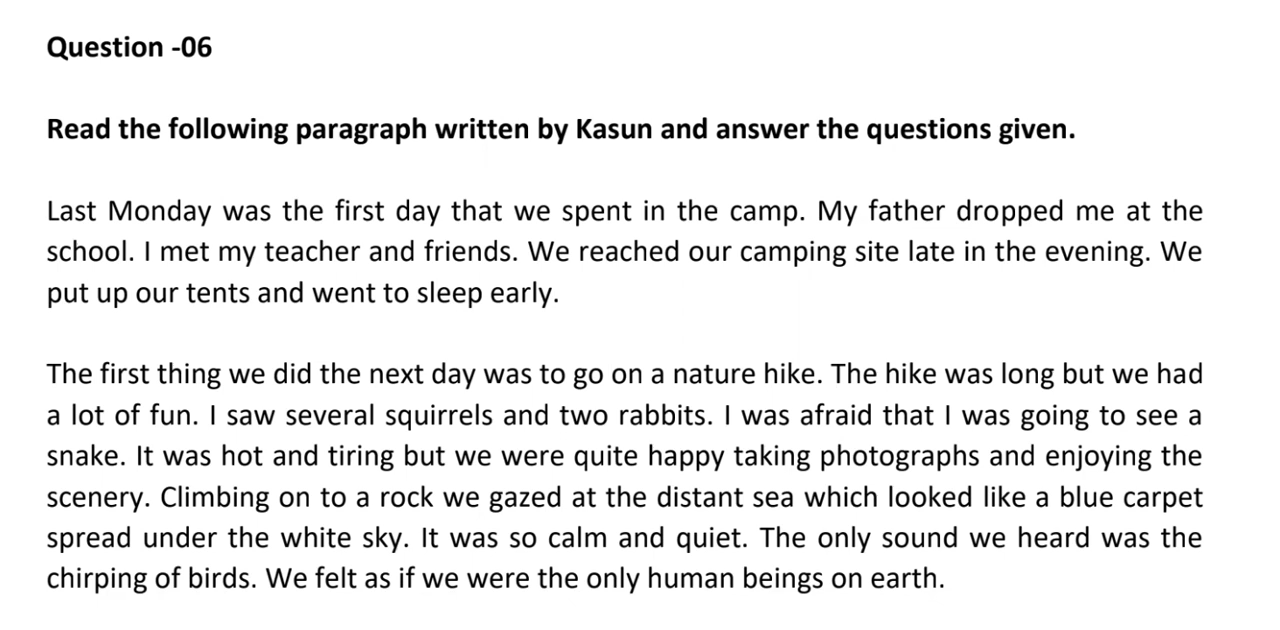 Question -06
Read the following paragraph written by Kasun and answer the questions given.
Last Monday was the first day that we spent in the camp. My father dropped me at the
school. I met my teacher and friends. We reached our camping site late in the evening. We
put up our tents and went to sleep early.
The first thing we did the next day was to go on a nature hike. The hike was long but we had
a lot of fun. I saw several squirrels and two rabbits. I was afraid that I was going to see a
snake. It was hot and tiring but we were quite happy taking photographs and enjoying the
scenery. Climbing on to a rock we gazed at the distant sea which looked like a blue carpet
spread under the white sky. It was so calm and quiet. The only sound we heard was the
chirping of birds. We felt as if we were the only human beings on earth.